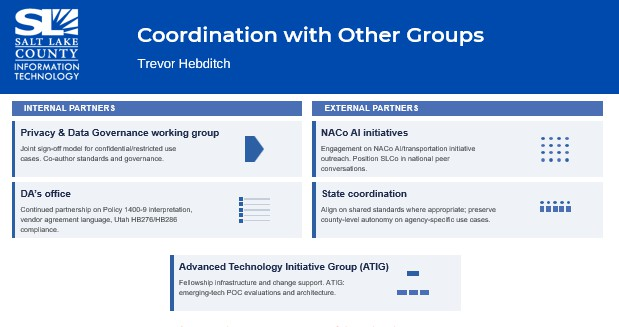 SL
SALT LAKE
COUNTY
INFORMATION
TECHNOLOGY
Coordination with Other Groups
Trevor Hebditch
INTERNAL PARTNERS
Privacy & Data Governance working group
Joint sign-off model for confidential/restricted use
cases. Co-author standards and governance.
DA's office
Continued partnership on Policy 1400-9 interpretation,
vendor agreement language, Utah HB276/HB286
compliance.
EXTERNAL PARTNERS
NACo AI initiatives
Engagement on NACo AI/transportation initiative
outreach. Position SLCo in national peer
conversations.
State coordination
Align on shared standards where appropriate; preserve
county-level autonomy on agency-specific use cases.
Advanced Technology Initiative Group (ATIG)
Fellowship infrastructure and change support. ATIG:
emerging-tech POC evaluations and architecture.